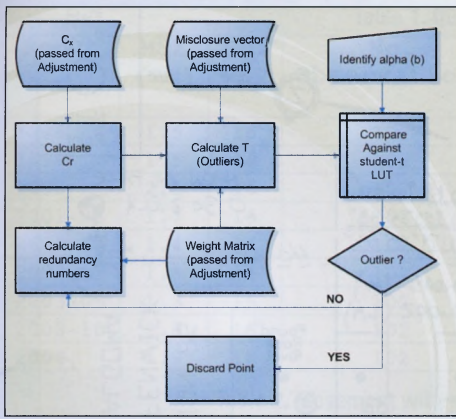 Cx
(passed from
Adjustment)
Misclosure vector
(passed from
Adjustment)
Identify alpha (b)
Calculate
Cr
Calculate T
(Outliers)
Compare
Against
student-t
LUT
Calculate
redundancy
numbers
Weight Matrix
(passed from
Adjustment)
Outlier ?
NO
YES
Discard Point